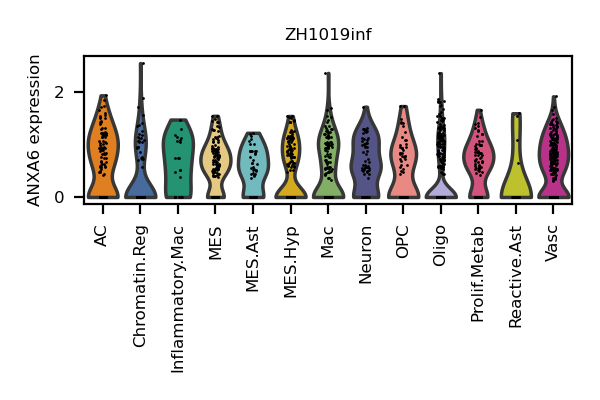 ZH1019inf
ANXA6 expression
2
0
AC
Chromatin.Reg
Inflammatory.Mac
MES
MES.Ast
MES.Hyp
Mac
Neuron
OPC
Oligo
Prolif.Metab
Reactive.Ast
Vasc